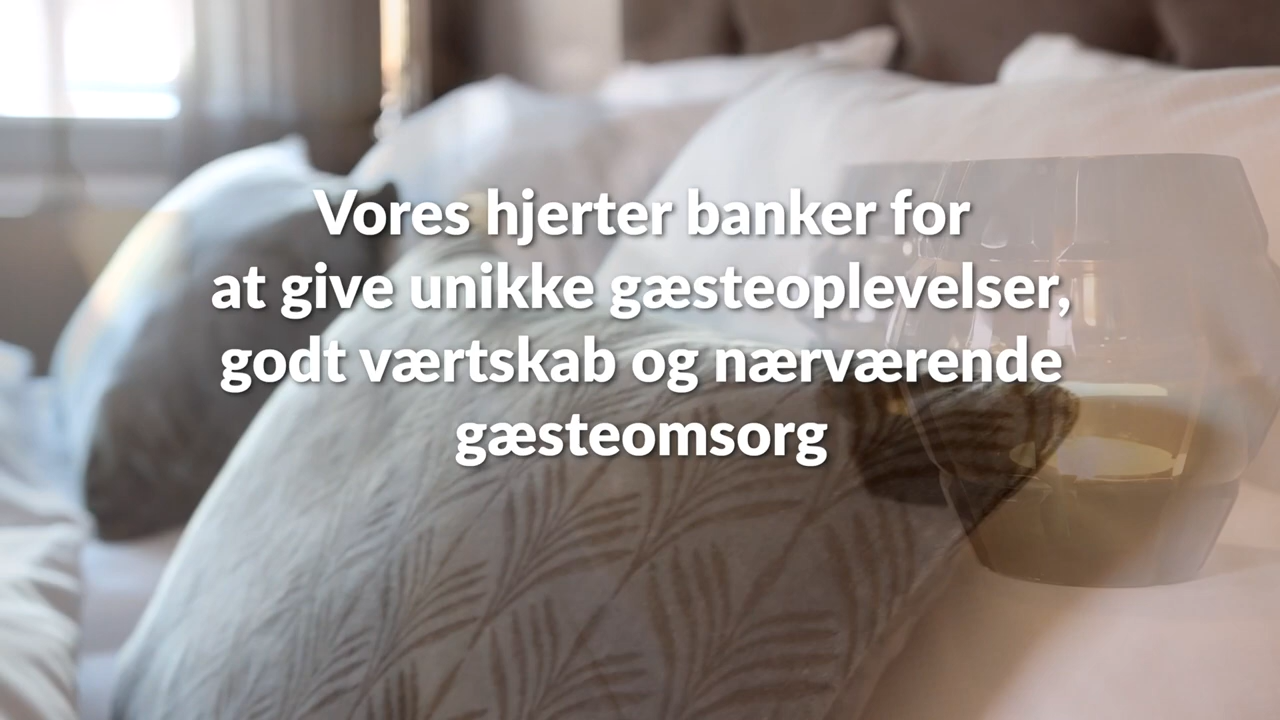 Vores hjerter banker for
at give unikke gæsteoplevelser,
godt værtskab og nærværende
gæsteomsorg